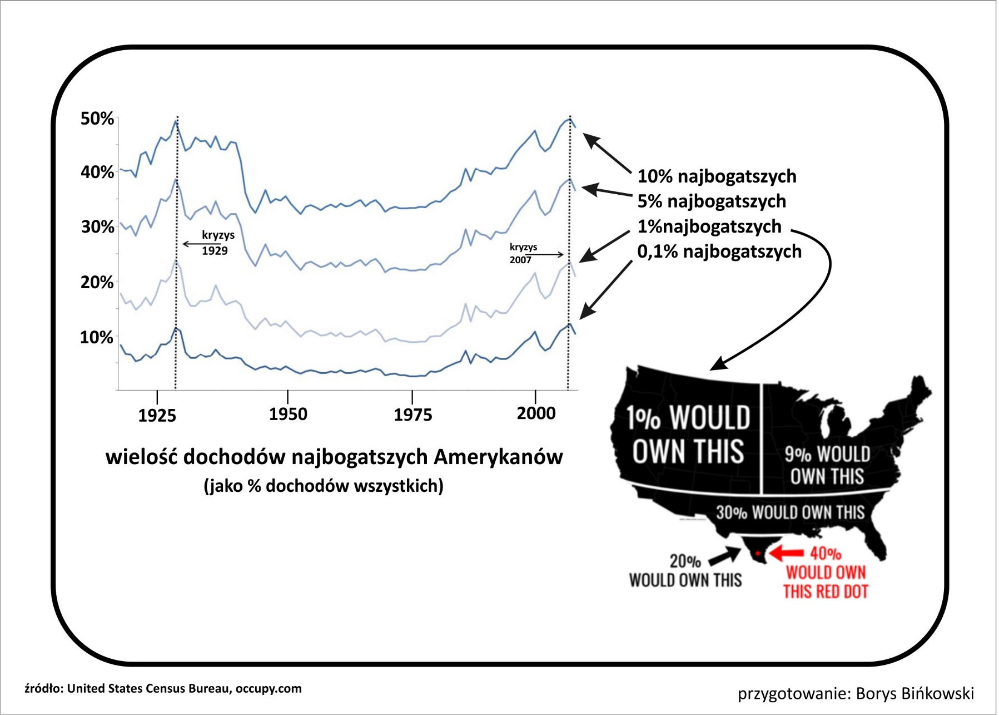 50%
40%
30%
20%
10%
kryzys
1929
kryzys
2007
10% najbogatszych
5% najbogatszych
1%najbogatszych
0,1% najbogatszych
1925
1950
1975
2000
wielość dochodów najbogatszych Amerykanów
(jako % dochodów wszystkich)
1% WOULD
OWN THIS
9% WOULD
OWN THIS
30% WOULD OWN THIS
20%
WOULD OWN THIS
40%
WOULD OWN
THIS RED DOT
źródło: United States Census Bureau, occupy.com
przygotowanie: Borys Bińkowski